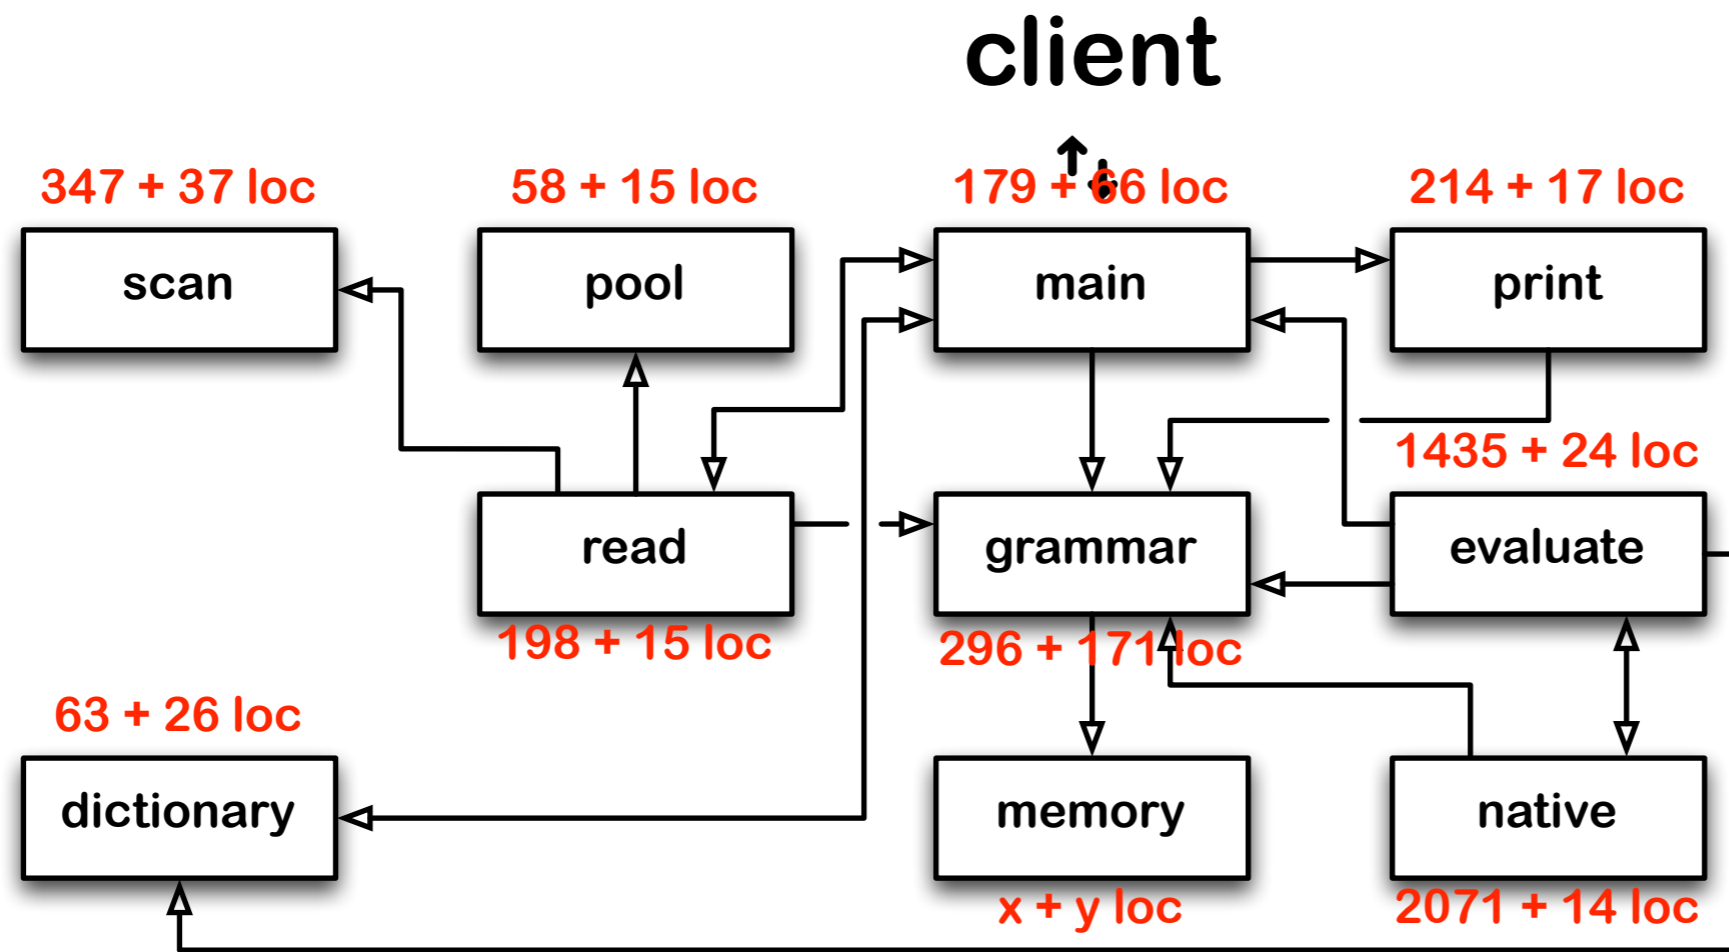 client
347 + 37 loc
58 + 15 loc
179 + 66 loc
214 + 17 loc
scan
pool
main
print
1435 + 24 loc
read
grammar
evaluate
198 + 15 loc
296 + 171 loc
63 + 26 loc
dictionary
memory
native
x + y loc
2071 + 14 loc